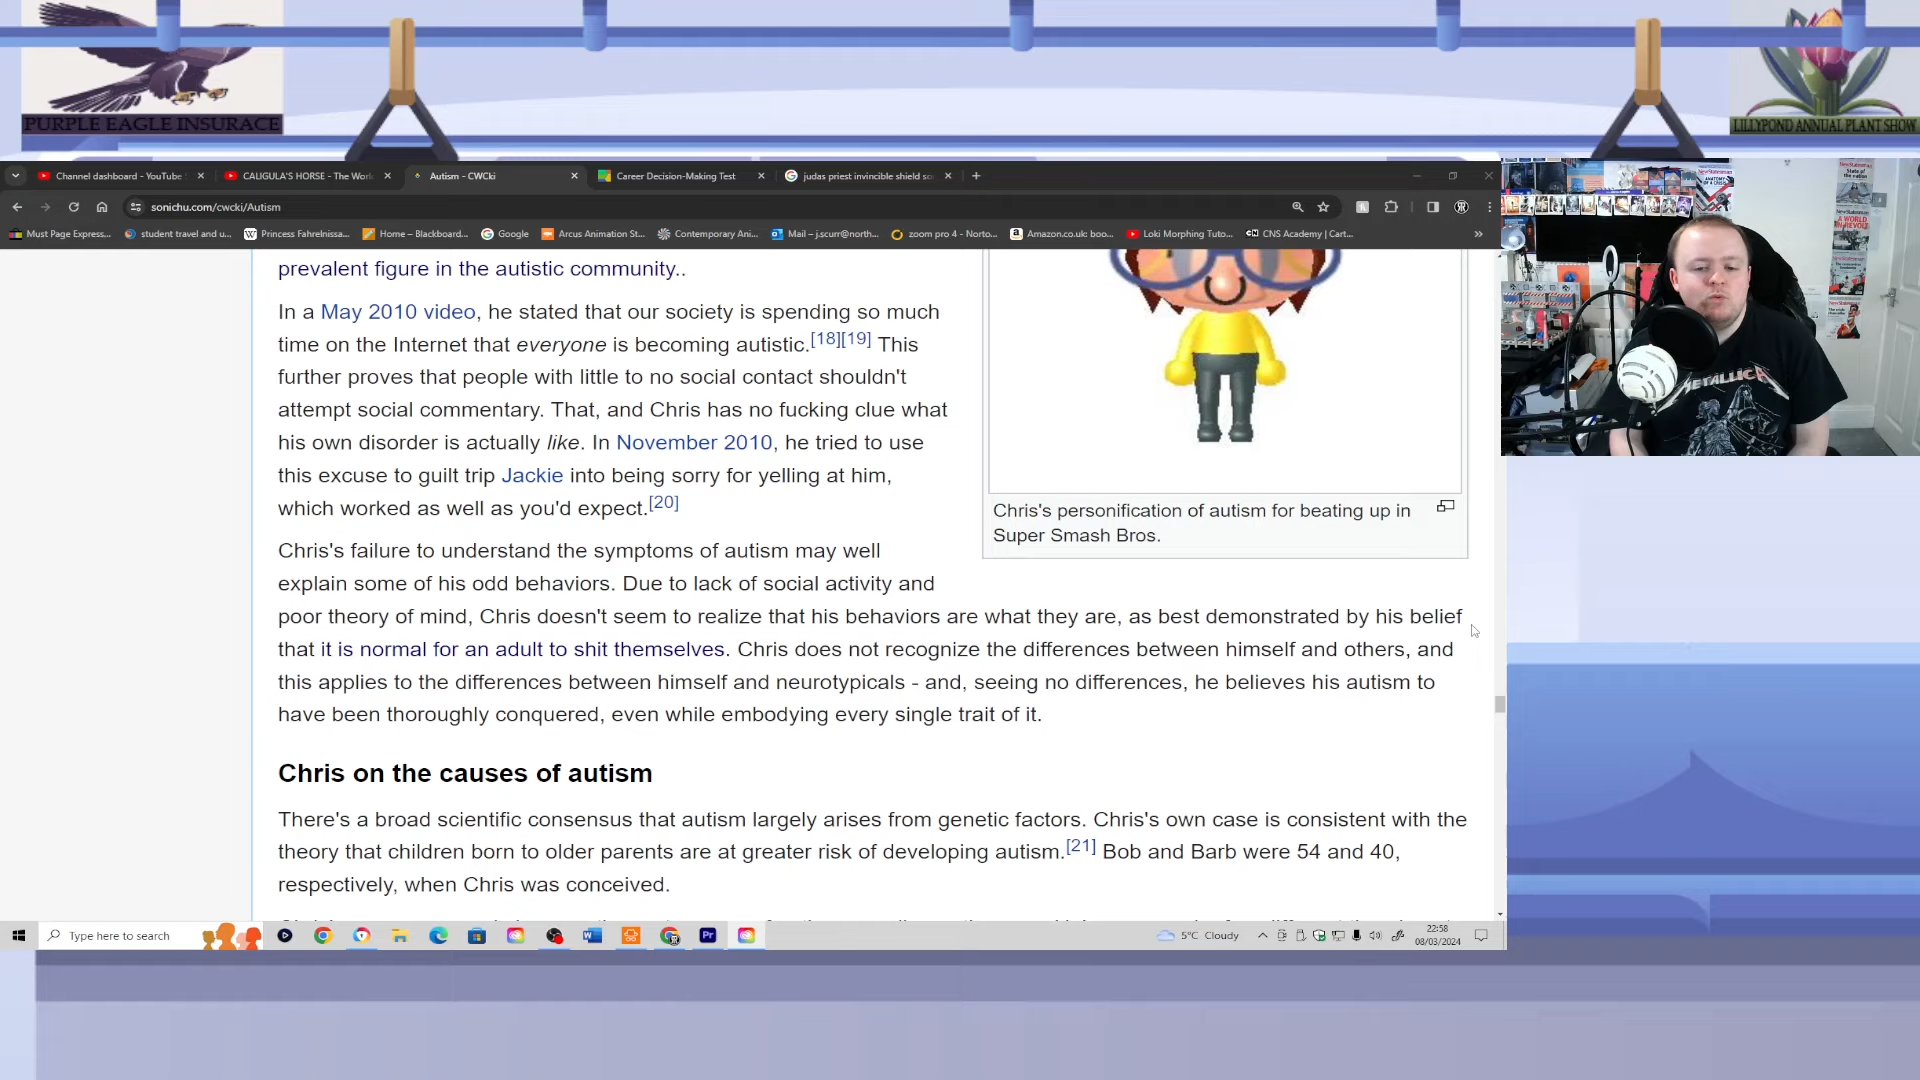 PURPLE EAGLE INSURACE
LILLYPOND ANNUAL PLANT SHOW
Channel dashboard - YouTube
CALIGULA'S HORSE - The Worl
Autism - CWCki
Career Decision-Making Test
judas priest invincible shield so
sonichu.com/cwcki/Autism
Must Page Express...
student travel and u...
Princess Fahrelnissa...
Home – Blackboard...
Google
Arcus Animation St...
Contemporary Ani...
Mail – j.scurr@north...
zoom pro 4 - Norto...
Amazon.co.uk: boo...
Loki Morphing Tuto...
CNS Academy | Cart...
prevalent figure in the autistic community..
In a May 2010 video, he stated that our society is spending so much
time on the Internet that everyone is becoming autistic.[18][19] This
further proves that people with little to no social contact shouldn't
attempt social commentary. That, and Chris has no fucking clue what
his own disorder is actually like. In November 2010, he tried to use
this excuse to guilt trip Jackie into being sorry for yelling at him,
which worked as well as you'd expect.[20]
Chris's personification of autism for beating up in
Super Smash Bros.
Chris's failure to understand the symptoms of autism may well
explain some of his odd behaviors. Due to lack of social activity and
poor theory of mind, Chris doesn't seem to realize that his behaviors are what they are, as best demonstrated by his belief
that it is normal for an adult to shit themselves. Chris does not recognize the differences between himself and others, and
this applies to the differences between himself and neurotypicals - and, seeing no differences, he believes his autism to
have been thoroughly conquered, even while embodying every single trait of it.
Chris on the causes of autism
There's a broad scientific consensus that autism largely arises from genetic factors. Chris's own case is consistent with the
theory that children born to older parents are at greater risk of developing autism.[21] Bob and Barb were 54 and 40,
respectively, when Chris was conceived.
Type here to search
5°C Cloudy
22:58
08/03/2024
NewStatesman
METALLICA